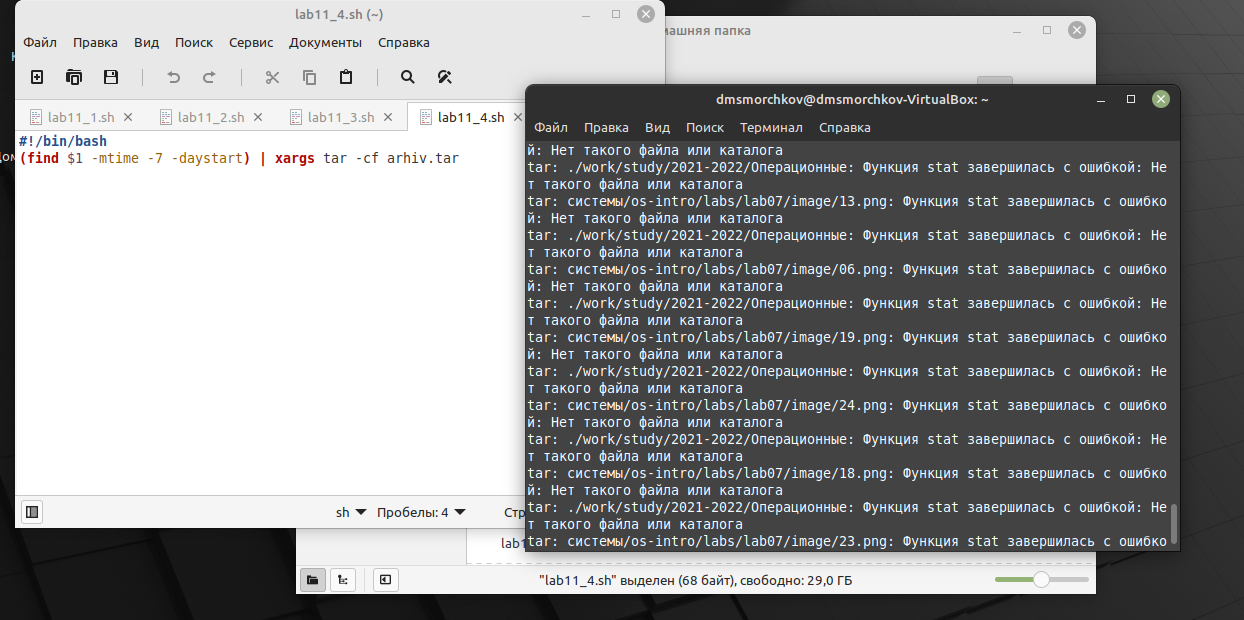 lab11_4.sh (~)
Файл Правка Вид Поиск Сервис Документы Справка
lab11_1.sh lab11_2.sh lab11_3.sh lab11_4.sh
#!/bin/bash
(find $1 -mtime -7 -daystart) | xargs tar -cf arhiv.tar
sh Пробелы: 4
машняя папка
dmsmorchkov@dmsmorchkov-VirtualBox: ~
Файл Правка Вид Поиск Терминал Справка
й: Нет такого файла или каталога
tar: ./work/study/2021-2022/Операционные: Функция stat завершилась с ошибкой: Не
т такого файла или каталога
tar: системы/os-intro/labs/lab07/image/13.png: Функция stat завершилась с ошибко
й: Нет такого файла или каталога
tar: ./work/study/2021-2022/Операционные: Функция stat завершилась с ошибкой: Не
т такого файла или каталога
tar: системы/os-intro/labs/lab07/image/06.png: Функция stat завершилась с ошибко
й: Нет такого файла или каталога
tar: ./work/study/2021-2022/Операционные: Функция stat завершилась с ошибкой: Не
т такого файла или каталога
tar: системы/os-intro/labs/lab07/image/19.png: Функция stat завершилась с ошибко
й: Нет такого файла или каталога
tar: ./work/study/2021-2022/Операционные: Функция stat завершилась с ошибкой: Не
т такого файла или каталога
tar: системы/os-intro/labs/lab07/image/24.png: Функция stat завершилась с ошибко
й: Нет такого файла или каталога
tar: ./work/study/2021-2022/Операционные: Функция stat завершилась с ошибкой: Не
т такого файла или каталога
tar: системы/os-intro/labs/lab07/image/18.png: Функция stat завершилась с ошибко
й: Нет такого файла или каталога
tar: ./work/study/2021-2022/Операционные: Функция stat завершилась с ошибкой: Не
т такого файла или каталога
tar: системы/os-intro/labs/lab07/image/23.png: Функция stat завершилась с ошибко
"lab11_4.sh" выделен (68 байт), свободно: 29,0 ГБ